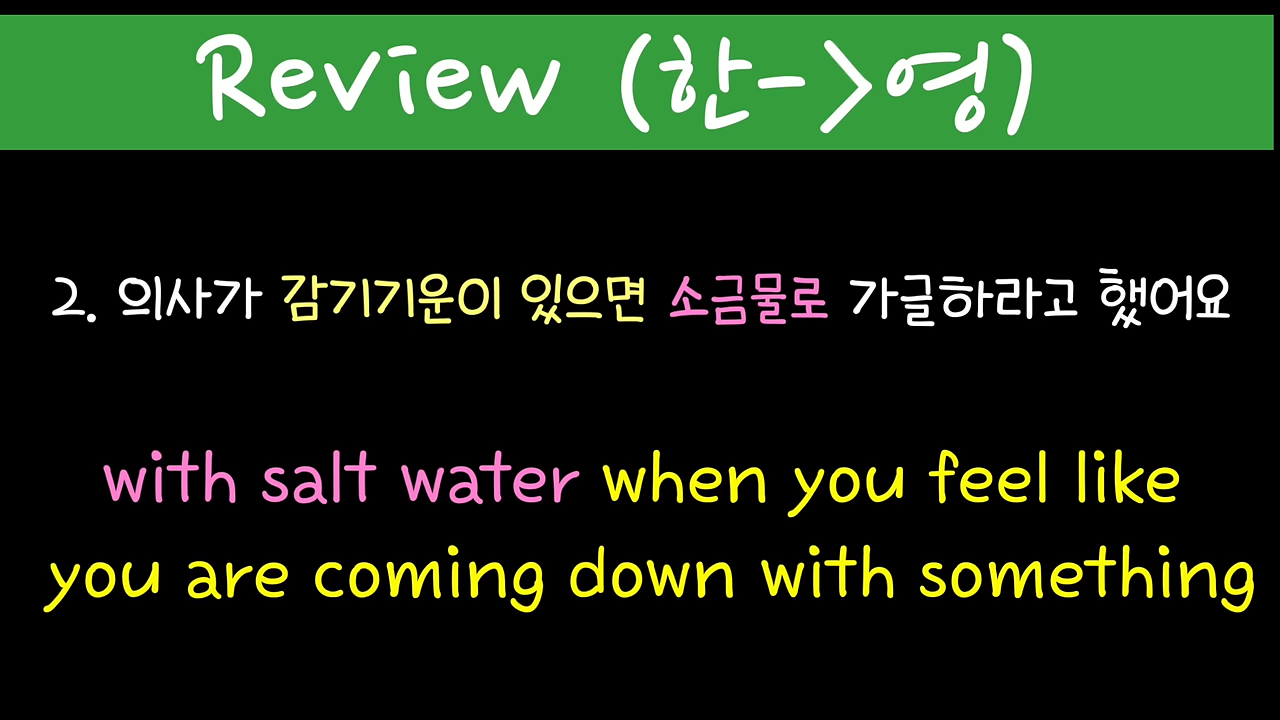 Review (한->영)
2. 의사가 감기기운이 있으면 소금물로 가글하라고 했어요
with salt water when you feel like
you are coming down with something